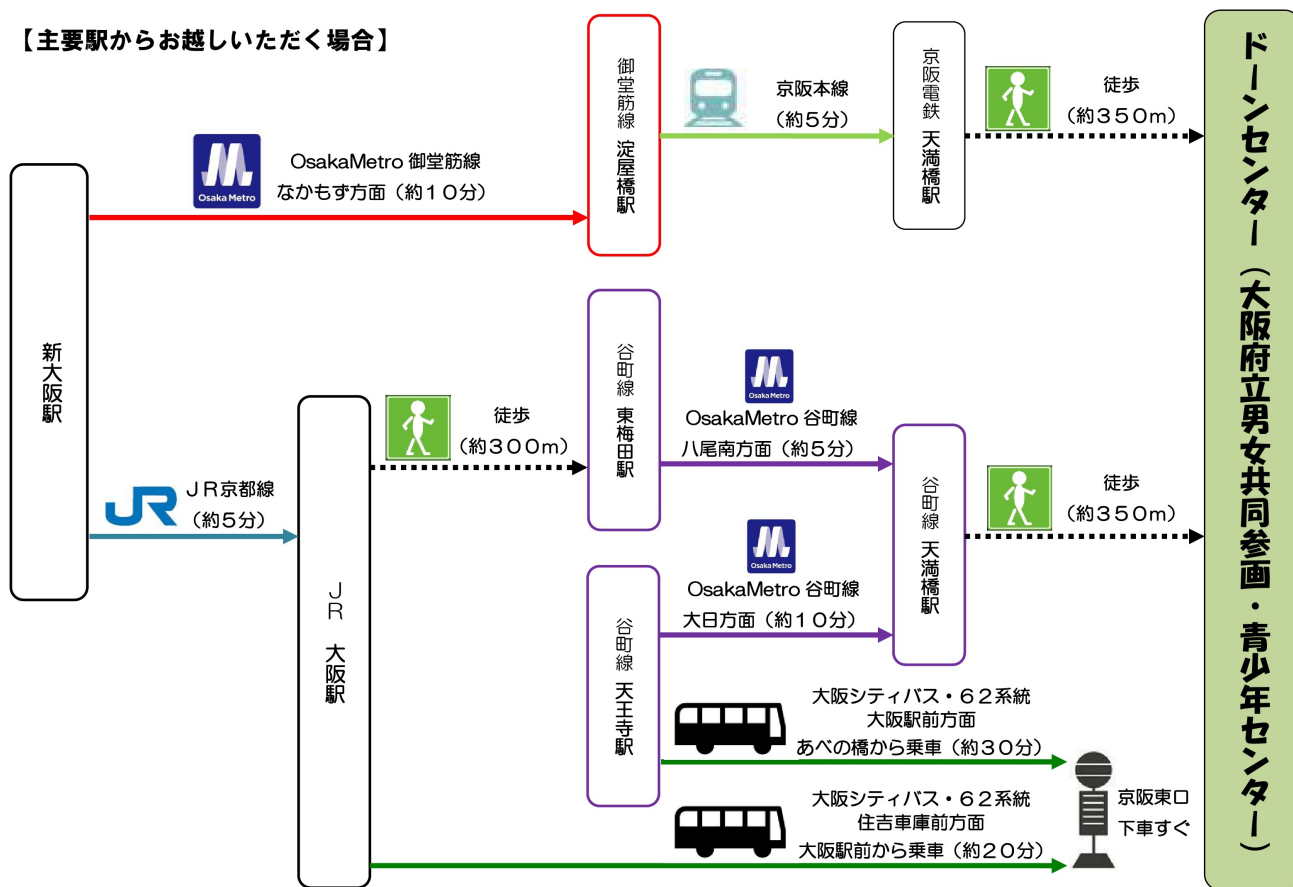 【主要駅からお越しいただく場合】
新大阪駅
Osaka Metro
OsakaMetro 御堂筋線
なかもず方面（約１０分）
御堂筋線 淀屋橋駅
京阪本線
（約５分）
京阪電鉄 天満橋駅
徒歩
（約３５０ｍ）
JR
ＪＲ京都線
（約５分）
ＪＲ 大阪駅
徒歩
（約３００ｍ）
谷町線 東梅田駅
Osaka Metro
OsakaMetro 谷町線
八尾南方面（約５分）
谷町線 天王寺駅
Osaka Metro
OsakaMetro 谷町線
大日方面（約１０分）
谷町線 天満橋駅
徒歩
（約３５０ｍ）
大阪シティバス・６２系統
大阪駅前方面
あべの橋から乗車（約３０分）
大阪シティバス・６２系統
住吉車庫前方面
大阪駅前から乗車（約２０分）
京阪東口
下車すぐ
ドーンセンター（大阪府立男女共同参画・青少年センター）